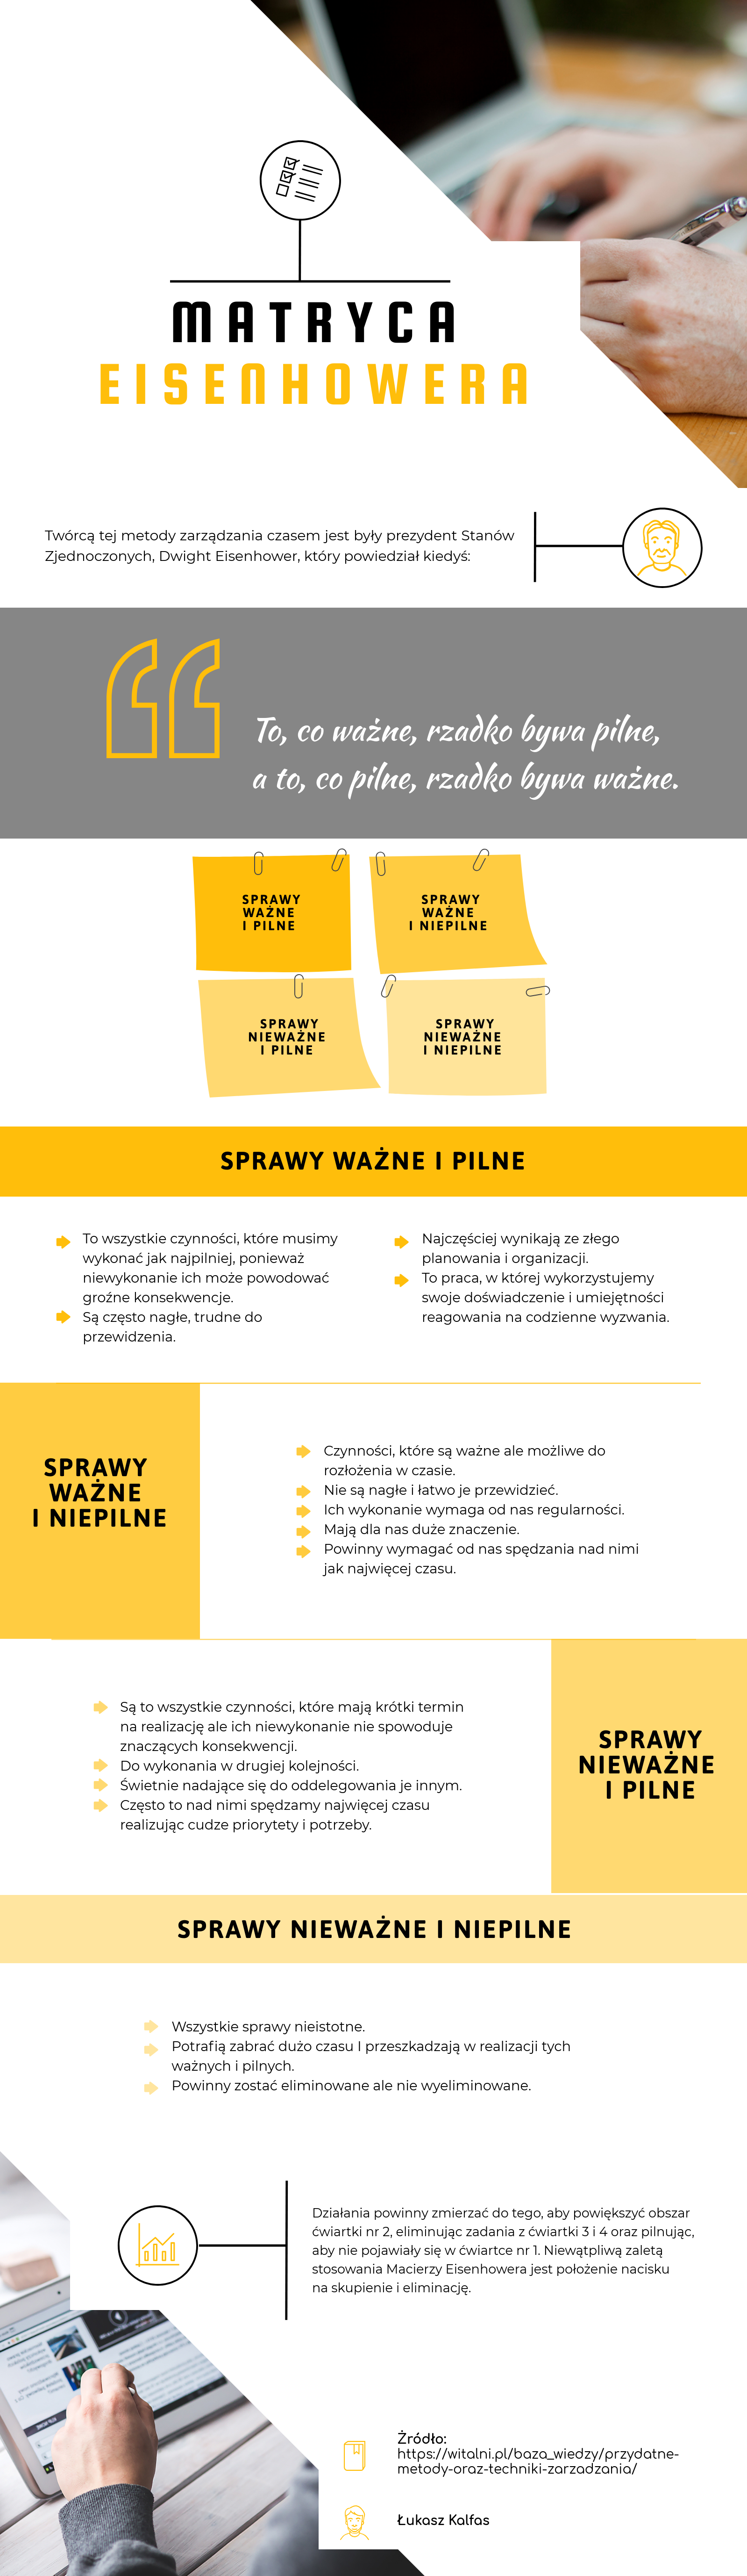 MATRYCA
EISENHOWERA
Twórcą tej metody zarządzania czasem jest były prezydent Stanów
Zjednoczonych, Dwight Eisenhower, który powiedział kiedyś:
To, co ważne, rzadko bywa pilne,
a to, co pilne, rzadko bywa ważne.
SPRAWY
WAŻNE
I PILNE
SPRAWY
WAŻNE
I NIEPILNE
SPRAWY
NIEWAŻNE
I PILNE
SPRAWY
NIEWAŻNE
I NIEPILNE
SPRAWY WAŻNE I PILNE
To wszystkie czynności, które musimy
wykonać jak najpilniej, ponieważ
niewykonanie ich może powodować
groźne konsekwencje.
Są często nagłe, trudne do
przewidzenia.
Najczęściej wynikają ze złego
planowania i organizacji.
To praca, w której wykorzystujemy
swoje doświadczenie i umiejętności
reagowania na codzienne wyzwania.
SPRAWY
WAŻNE
I NIEPILNE
Czynności, które są ważne ale możliwe do
rozłożenia w czasie.
Nie są nagłe i łatwo je przewidzieć.
Ich wykonanie wymaga od nas regularności.
Mają dla nas duże znaczenie.
Powinny wymagać od nas spędzania nad nimi
jak najwięcej czasu.
Są to wszystkie czynności, które mają krótki termin
na realizację ale ich niewykonanie nie spowoduje
znaczących konsekwencji.
Do wykonania w drugiej kolejności.
Świetnie nadające się do oddelegowania je innym.
Często to nad nimi spędzamy najwięcej czasu
realizując cudze priorytety i potrzeby.
SPRAWY
NIEWAŻNE
I PILNE
SPRAWY NIEWAŻNE I NIEPILNE
Wszystkie sprawy nieistotne.
Potrafią zabrać dużo czasu I przeszkadzają w realizacji tych
ważnych i pilnych.
Powinny zostać eliminowane ale nie wyeliminowane.
Działania powinny zmierzać do tego, aby powiększyć obszar
ćwiartki nr 2, eliminując zadania z ćwiartki 3 i 4 oraz pilnując,
aby nie pojawiały się w ćwiartce nr 1. Niewątpliwą zaletą
stosowania Macierzy Eisenhowera jest położenie nacisku
na skupienie i eliminację.
Źródło:
https://witalni.pl/baza_wiedzy/przydatne-
metody-oraz-techniki-zarzadzania/
Łukasz Kalfas